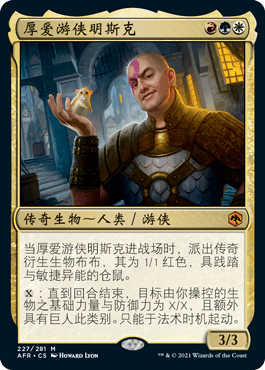 厚爱游侠明斯克
传奇生物～人类／游侠
当厚爱游侠明斯克进战场时，派出传奇
衍生生物布布，其为 1/1 红色，具践踏
与敏捷异能的仓鼠。
X：直到回合结束，目标由你操控的生
物之基础力量与防御力为 X/X，且额外
具有巨人此类别。只能于法术时机起动。
3/3
227/281 M
AFR • CS Howard Lyon
™ & © 2021 Wizards of the Coast